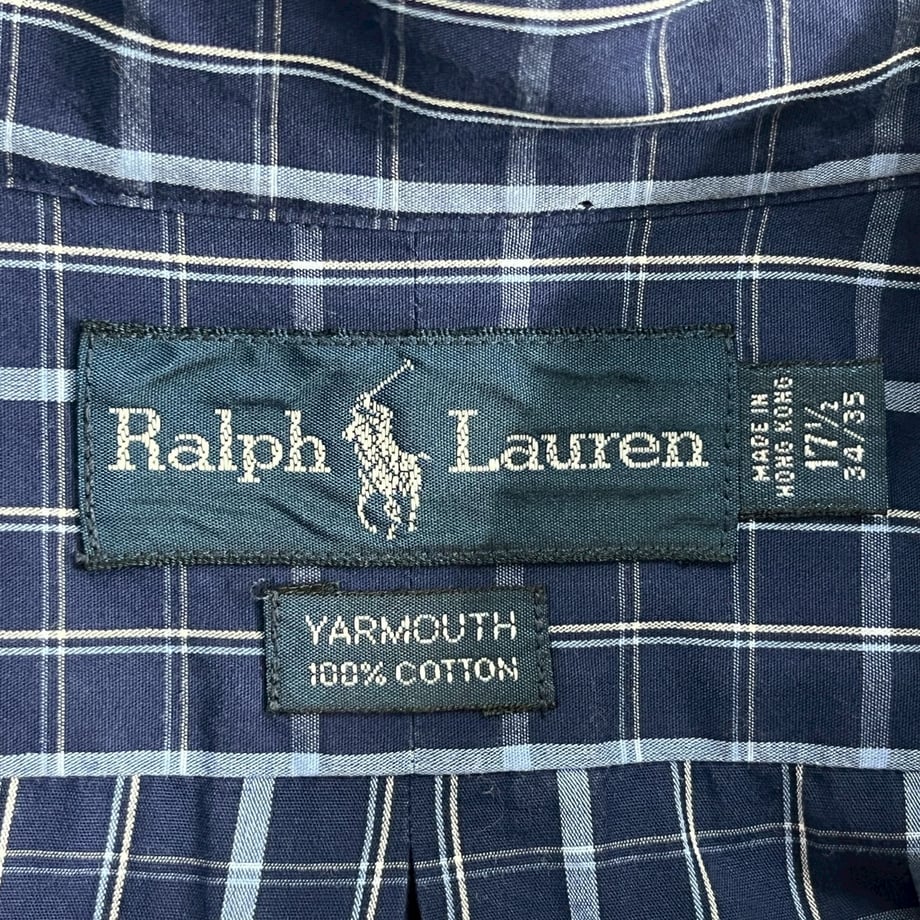 Ralph Lauren
MADE IN
HONG KONG
17½
34/35
YARMOUTH
100% COTTON